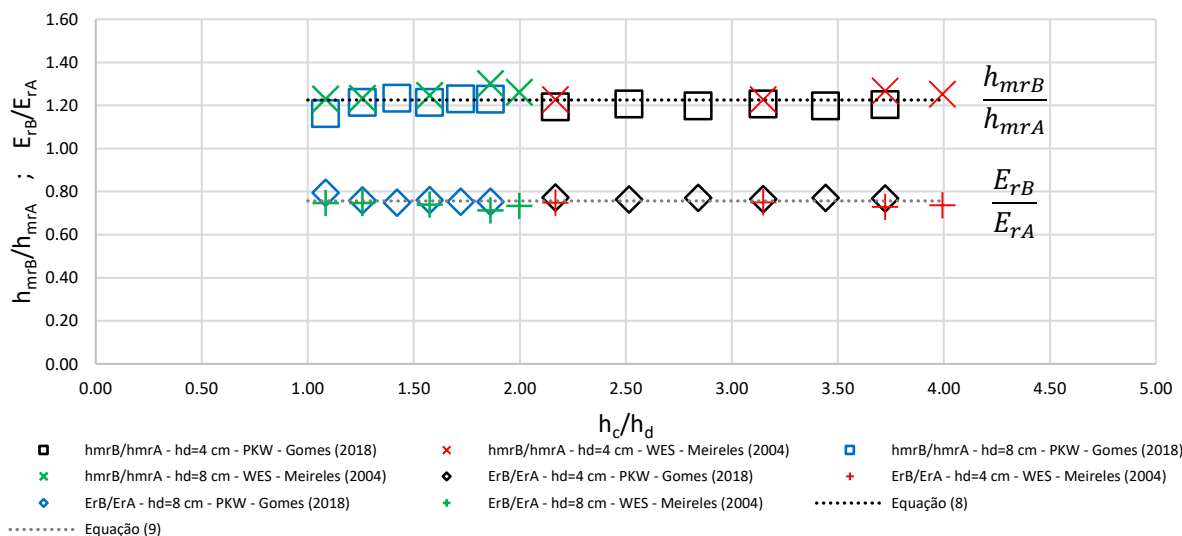 1.60
1.40
1.20
1.00
0.80
0.60
0.40
0.20
0.00
h_mrB/h_mrA ; E_rB/E_rA
h_mrB
h_mrA
E_rB
E_rA
0.00 0.50 1.00 1.50 2.00 2.50 3.00 3.50 4.00 4.50 5.00
h_c/h_d
hmrB/hmrA - hd=4 cm - PKW - Gomes (2018) hmrB/hmrA - hd=4 cm - WES - Meireles (2004) hmrB/hmrA - hd=8 cm - PKW - Gomes (2018)
hmrB/hmrA - hd=8 cm - WES - Meireles (2004) ErB/ErA - hd=4 cm - PKW - Gomes (2018) ErB/ErA - hd=4 cm - WES - Meireles (2004)
ErB/ErA - hd=8 cm - PKW - Gomes (2018) ErB/ErA - hd=8 cm - WES - Meireles (2004) Equação (8)
Equação (9)